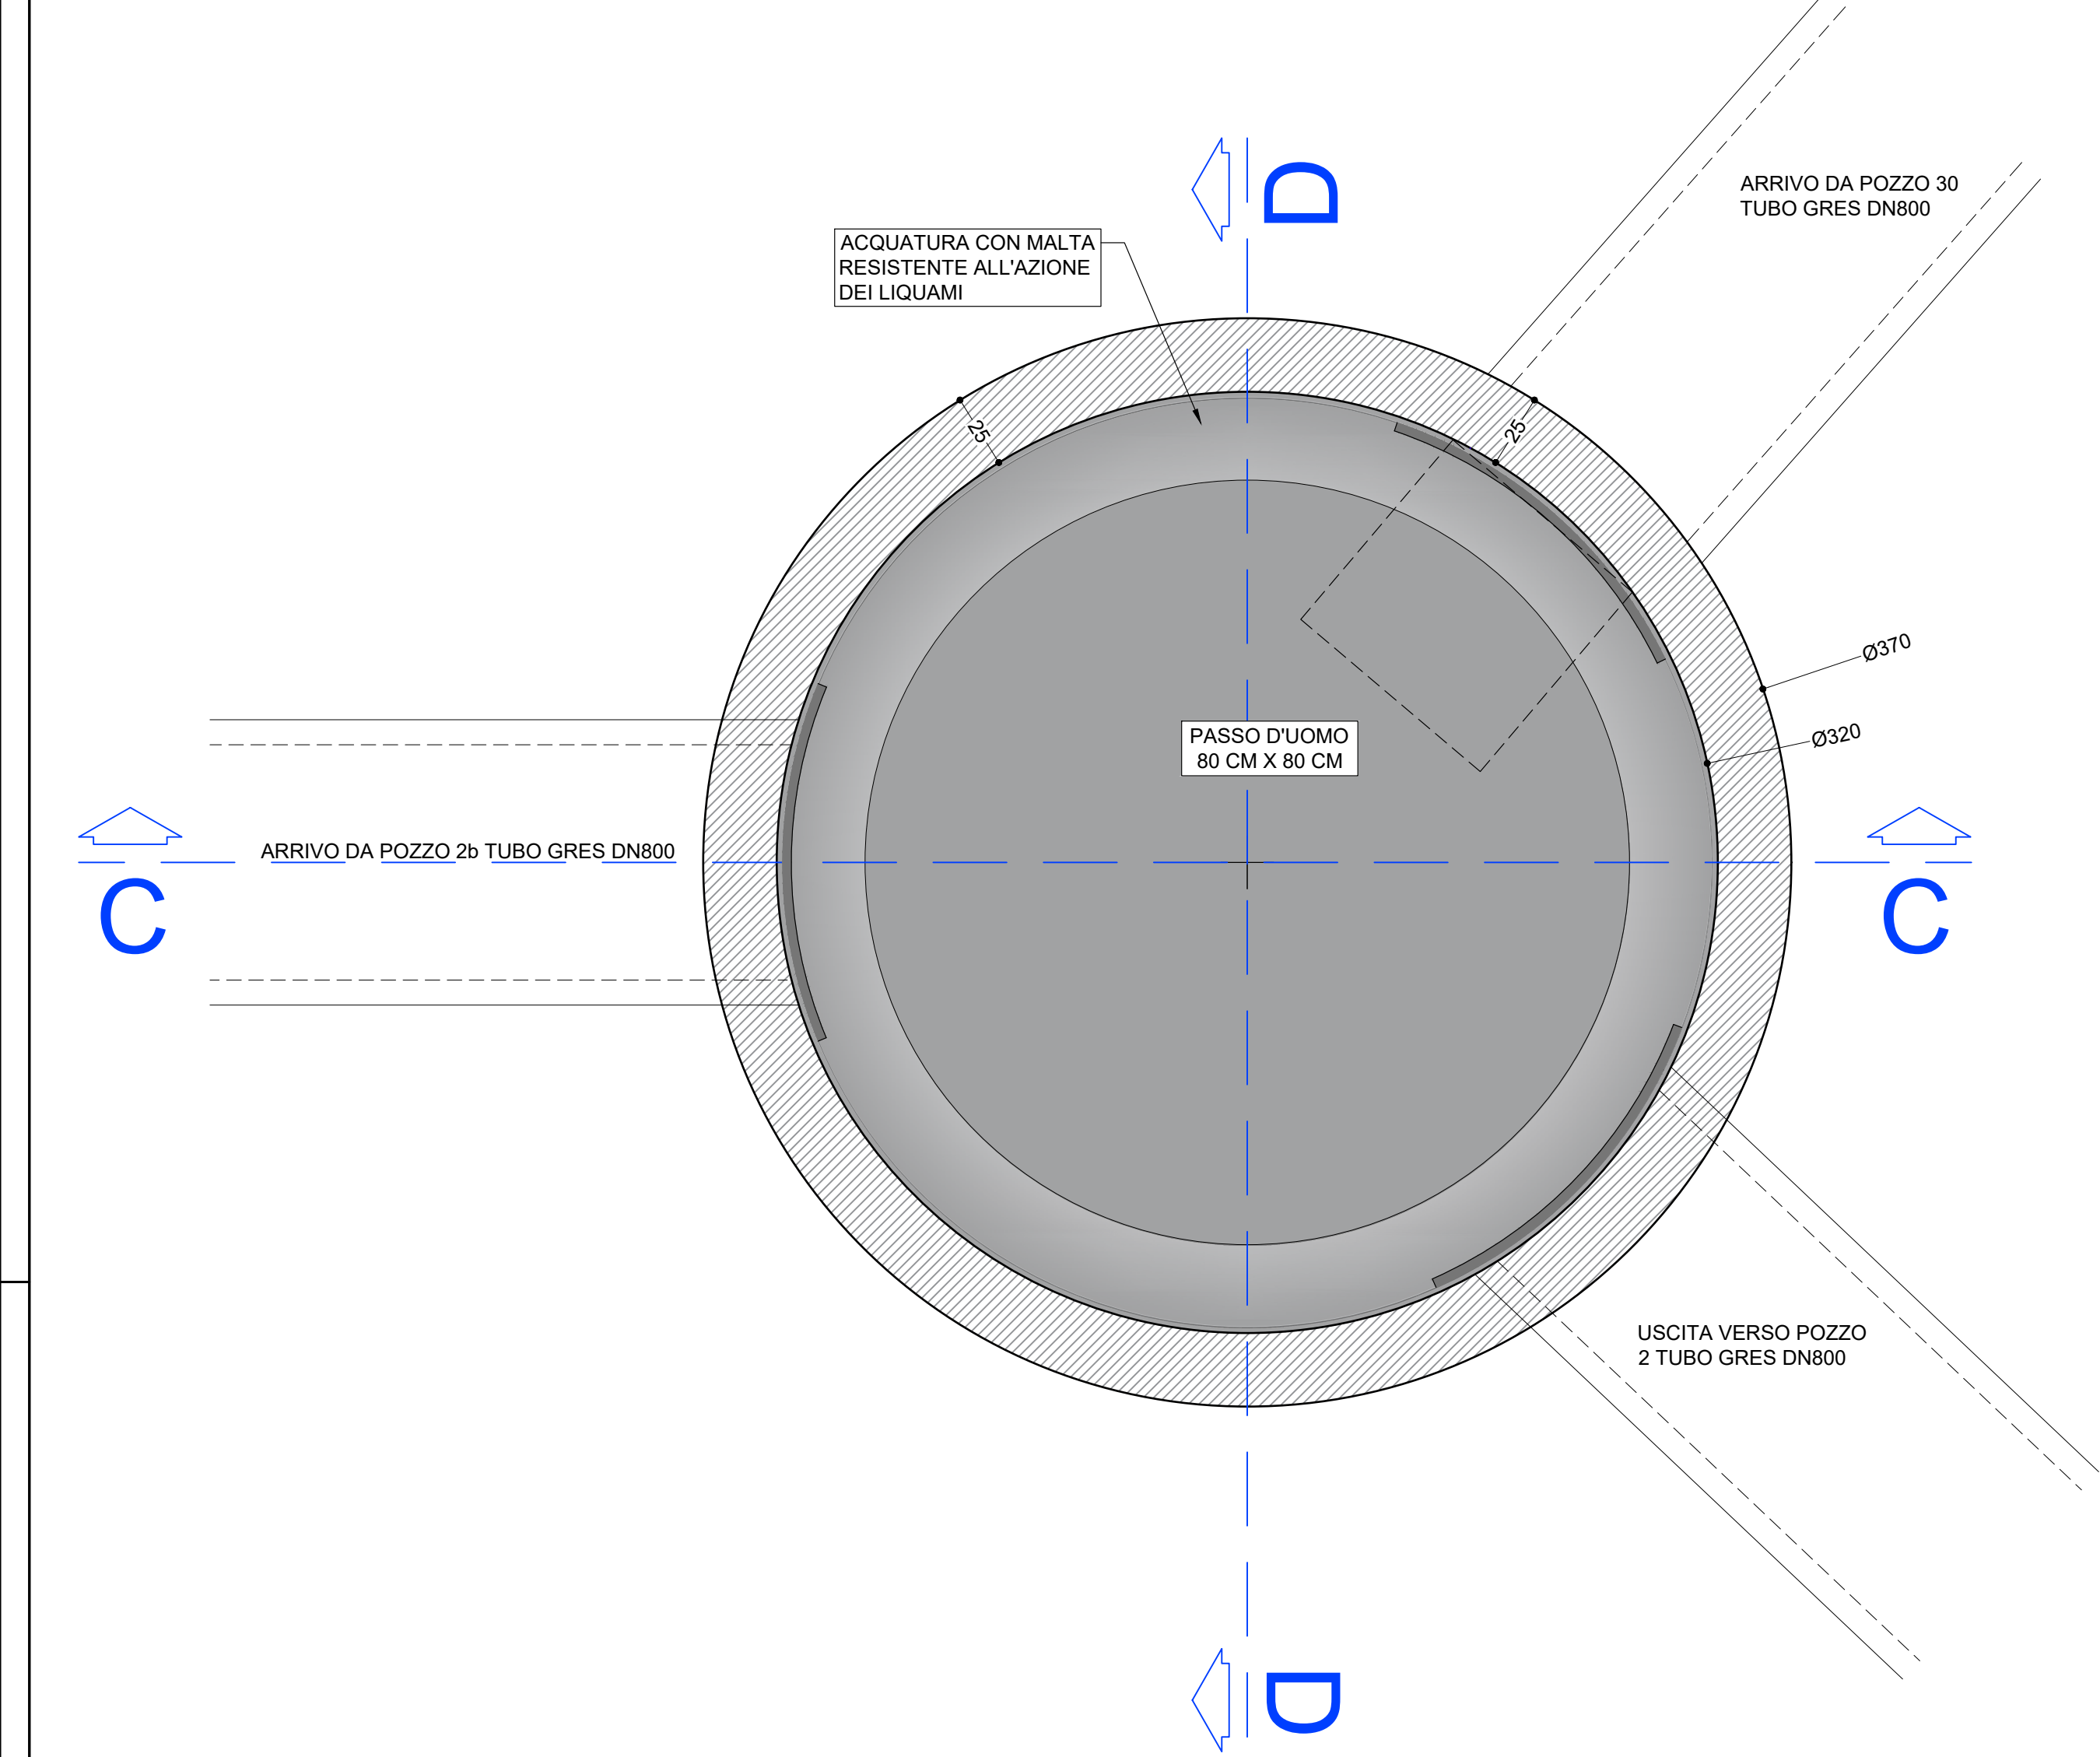 D
ARRIVO DA POZZO 30
TUBO GRES DN800
ACQUATURA CON MALTA
RESISTENTE ALL'AZIONE
DEI LIQUAMI
25
25
Ø370
Ø320
PASSO D'UOMO
80 CM X 80 CM
ARRIVO DA POZZO 2b TUBO GRES DN800
C
C
USCITA VERSO POZZO
2 TUBO GRES DN800
D